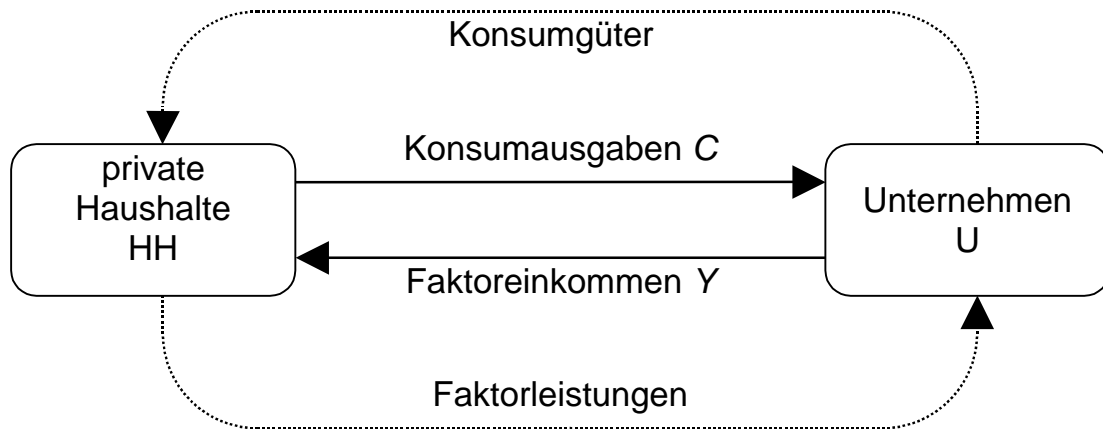 Konsumgüter
Konsumausgaben C
private
Haushalte
HH
Unternehmen
U
Faktoreinkommen Y
Faktorleistungen